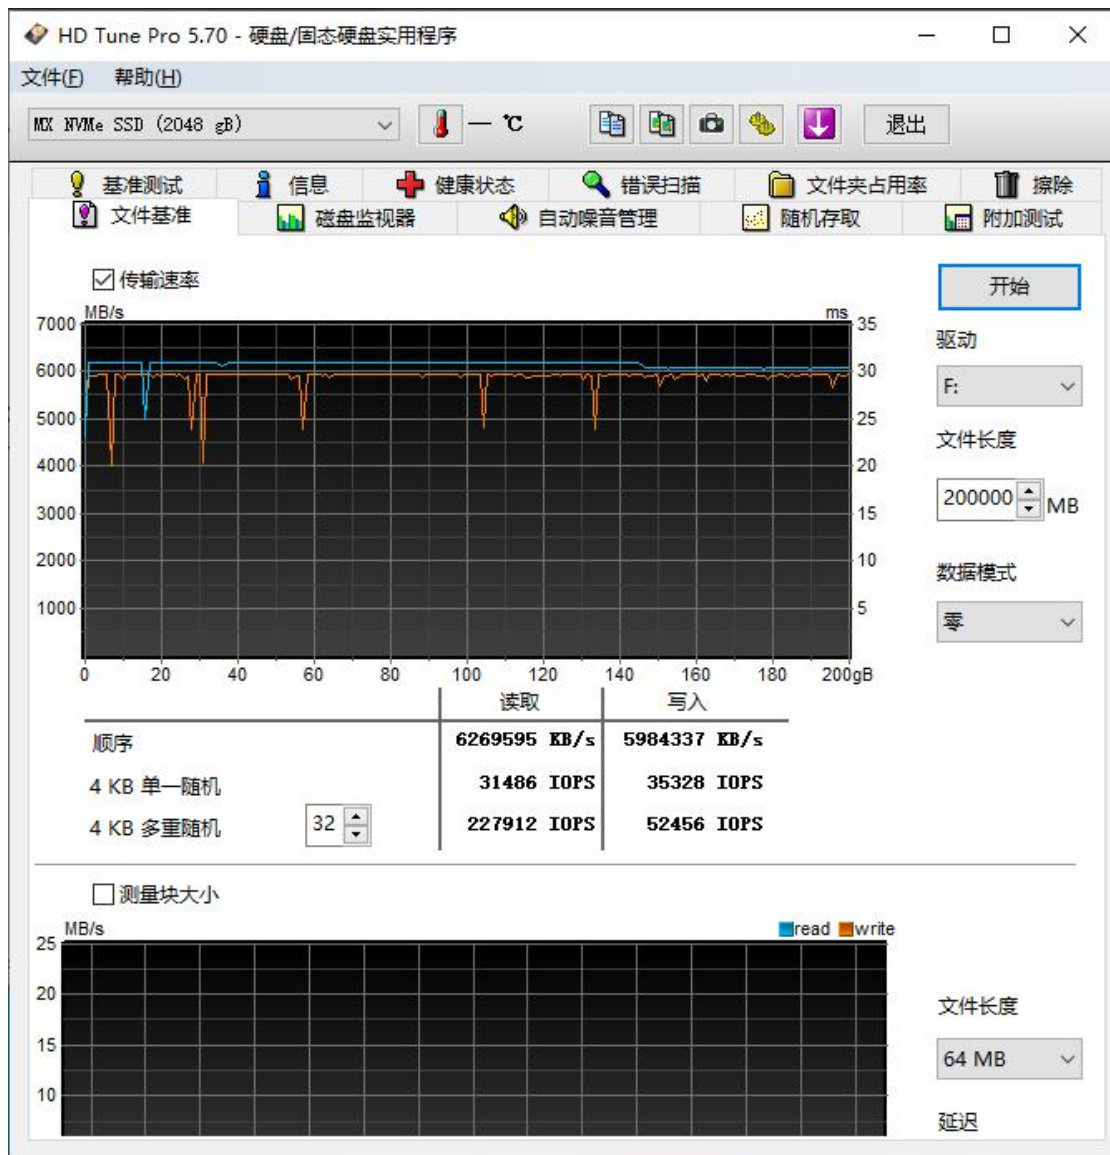 HD Tune Pro 5.70 - 硬盘/固态硬盘实用程序
文件(F) 帮助(H)
MX NVMe SSD (2048 gB) — ℃ 退出
基准测试 信息 健康状态 错误扫描 文件夹占用率 擦除
文件基准 磁盘监视器 自动噪音管理 随机存取 附加测试
传输速率 开始
MB/s ms
7000 35
驱动
6000 30
F:
5000 25
文件长度
4000 20
200000 MB
3000 15
2000 10
数据模式
1000 5
零
0 20 40 60 80 100 120 140 160 180 200gB
读取 写入
顺序 6269595 KB/s 5984337 KB/s
4 KB 单一随机 31486 IOPS 35328 IOPS
4 KB 多重随机 32 227912 IOPS 52456 IOPS
测量块大小
MB/s read write
25
20
文件长度
15
64 MB
10
延迟